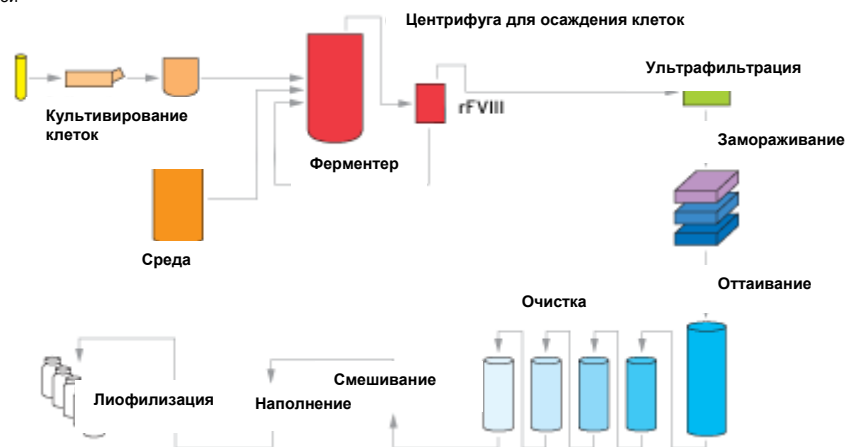 Центрифуга для осаждения клеток
Ультрафильтрация
rFVIII
Культивирование
клеток
Замораживание
Ферментер
Среда
Оттаивание
Очистка
Смешивание
Лиофилизация
Наполнение